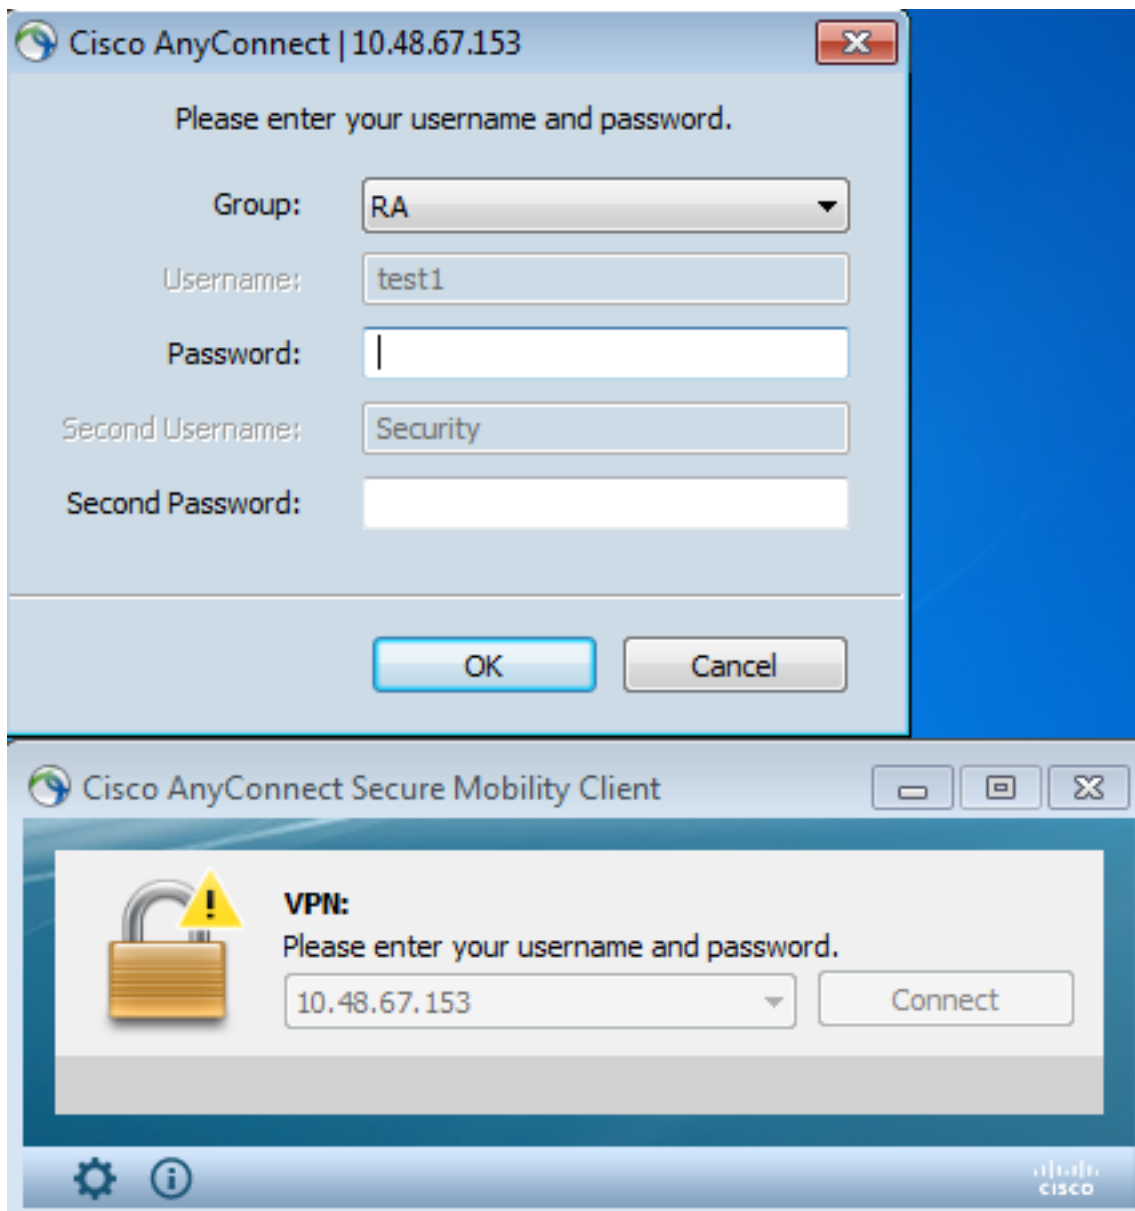 Cisco AnyConnect | 10.48.67.153
Please enter your username and password.
Group: RA
Username: test1
Password:
Second Username: Security
Second Password:
OK Cancel
Cisco AnyConnect Secure Mobility Client
VPN:
Please enter your username and password.
10.48.67.153 Connect
CISCO